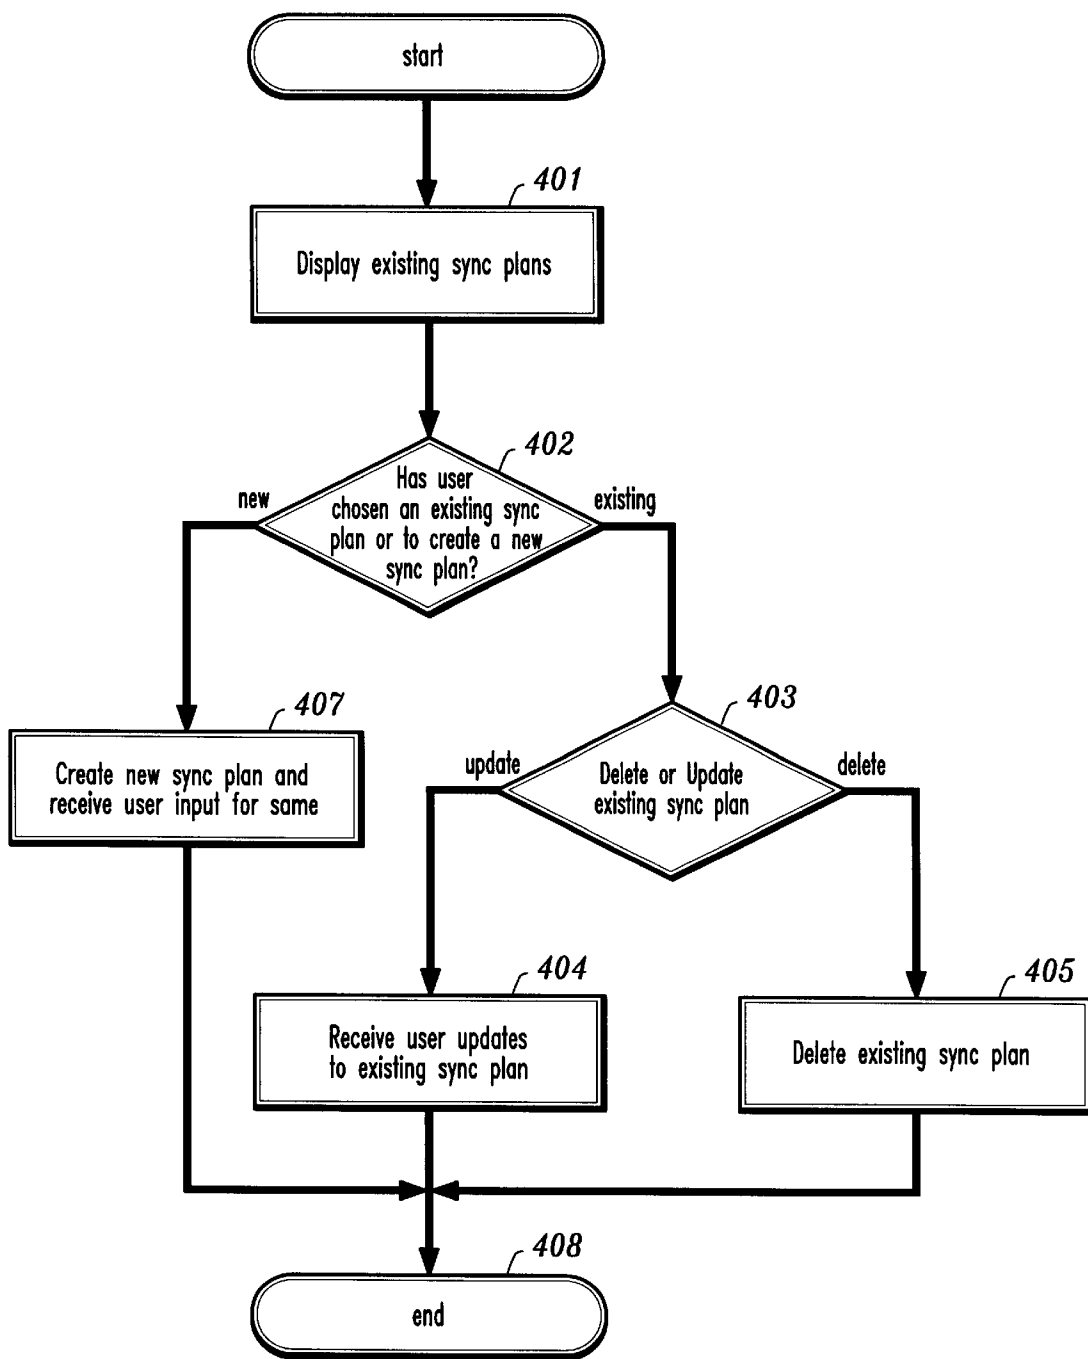 start
401
Display existing sync plans
402
Has user
chosen an existing sync
plan or to create a new
sync plan?
new
existing
407
Create new sync plan and
receive user input for same
403
Delete or Update
existing sync plan
update
delete
404
Receive user updates
to existing sync plan
405
Delete existing sync plan
408
end